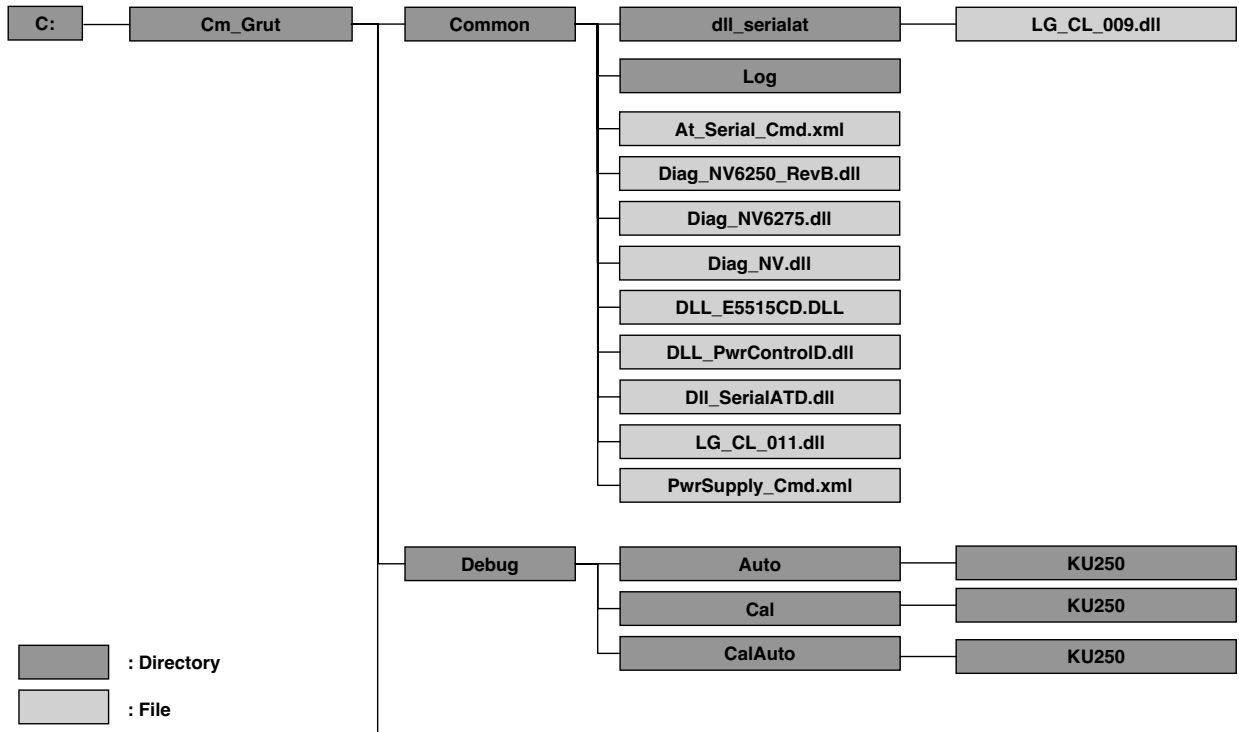 C: Cm_Grut Common dll_serialat LG_CL_009.dll
Log
At_Serial_Cmd.xml
Diag_NV6250_RevB.dll
Diag_NV6275.dll
Diag_NV.dll
DLL_E5515CD.DLL
DLL_PwrControlD.dll
Dll_SerialATD.dll
LG_CL_011.dll
PwrSupply_Cmd.xml
Debug Auto KU250
Cal KU250
CalAuto KU250
: Directory
: File